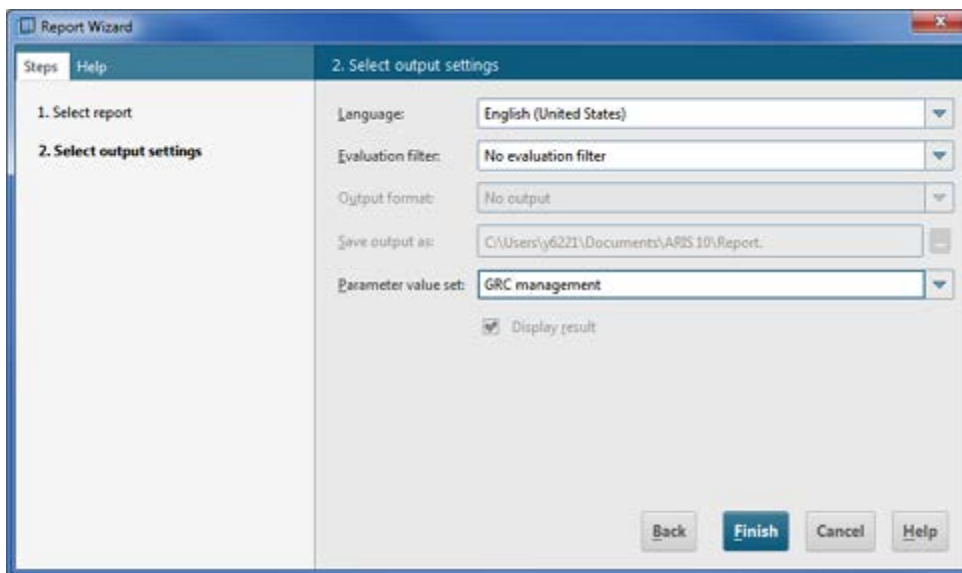 Report Wizard
Steps Help
1. Select report
2. Select output settings
2. Select output settings
Language: English (United States)
Evaluation filter: No evaluation filter
Output format: No output
Save output as: C:\Users\y6221\Documents\ARIS 10\Report.
Parameter value set: GRC management
Display result
Back Finish Cancel Help